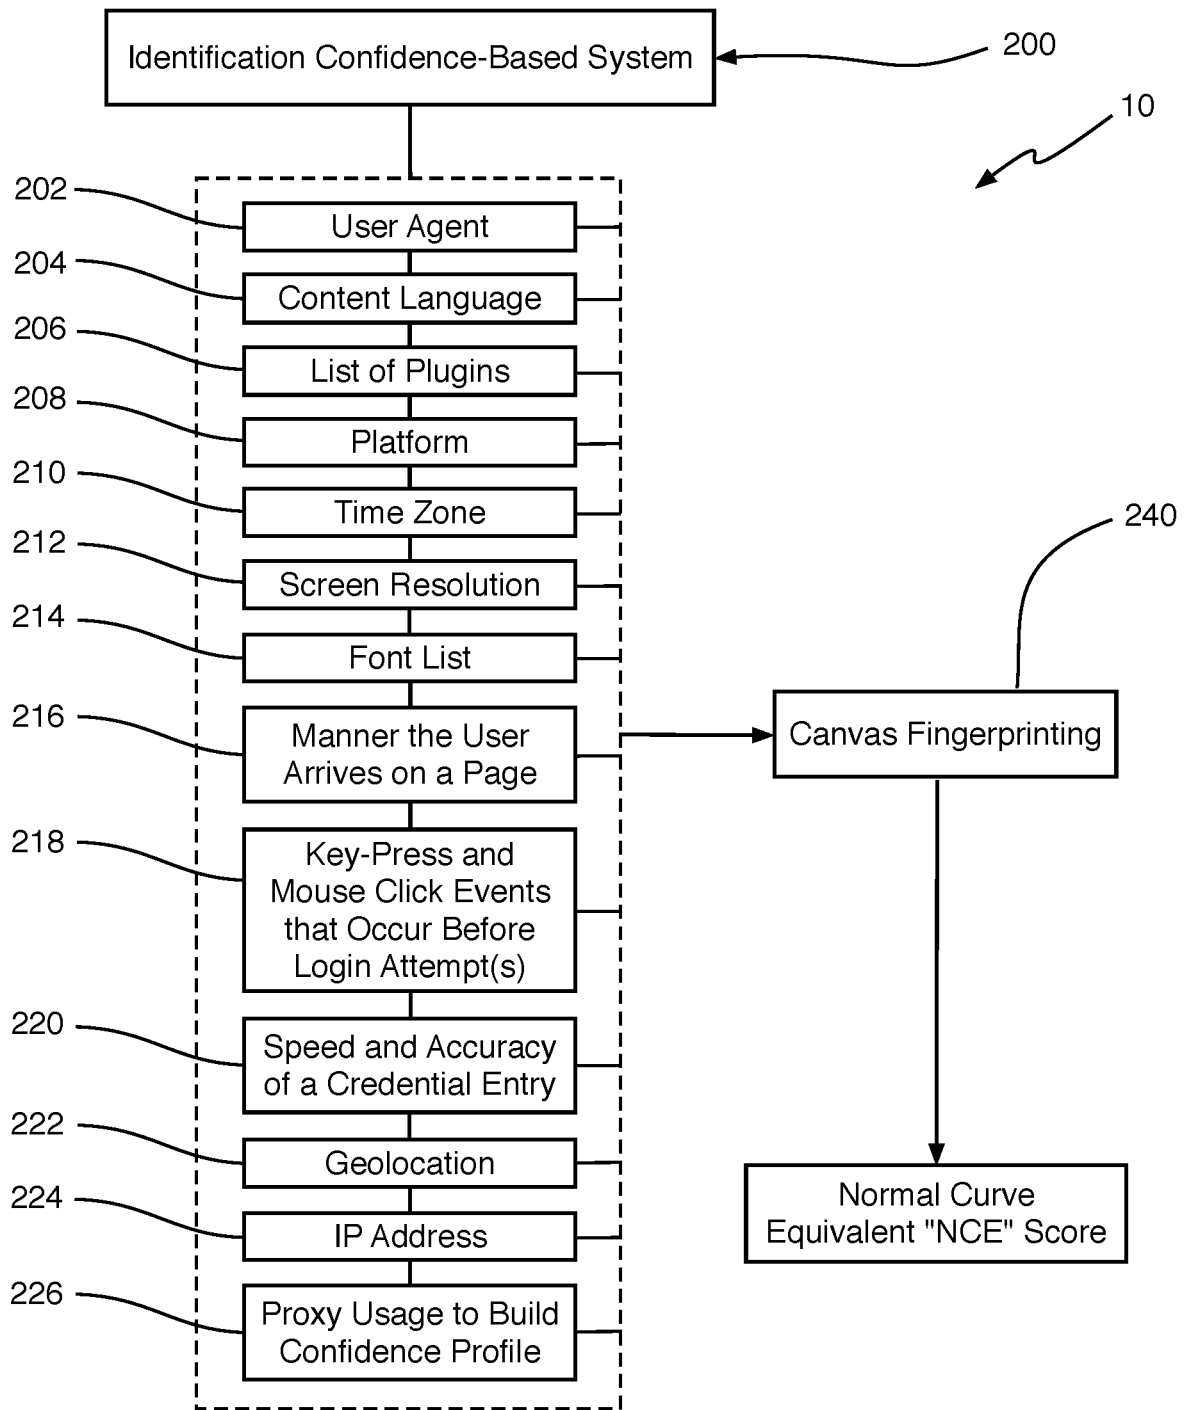 Identification Confidence-Based System
200
10
202
User Agent
204
Content Language
206
List of Plugins
208
Platform
210
Time Zone
212
Screen Resolution
214
Font List
216
Manner the User
Arrives on a Page
218
Key-Press and
Mouse Click Events
that Occur Before
Login Attempt(s)
220
Speed and Accuracy
of a Credential Entry
222
Geolocation
224
IP Address
226
Proxy Usage to Build
Confidence Profile
240
Canvas Fingerprinting
Normal Curve
Equivalent "NCE" Score